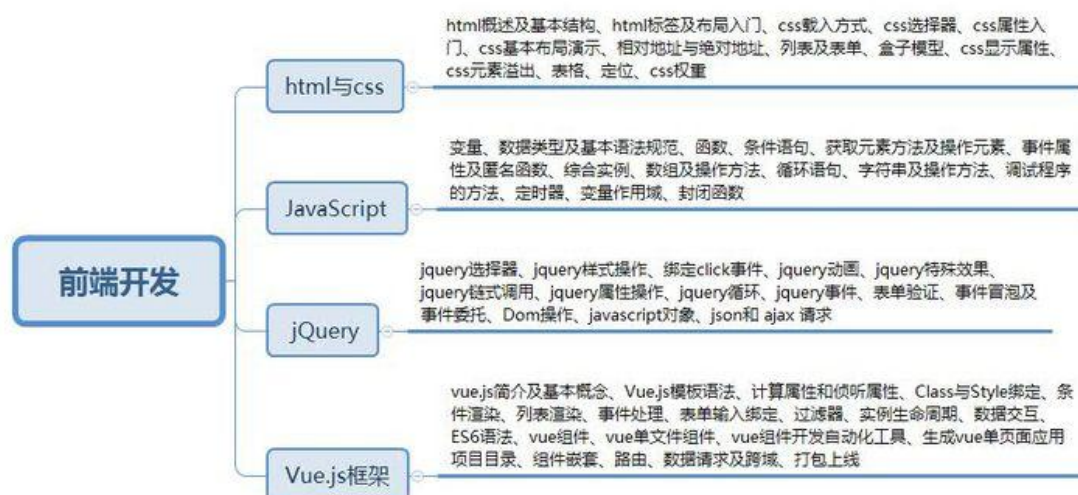 html概述及基本结构、html标签及布局入门、css载入方式、css选择器、css属性入
门、css基本布局演示、相对地址与绝对地址、列表及表单、盒子模型、css显示属性、
css元素溢出、表格、定位、css权重
html与css
变量、数据类型及基本语法规范、函数、条件语句、获取元素方法及操作元素、事件属
性及匿名函数、综合实例、数组及操作方法、循环语句、字符串及操作方法、调试程序
的方法、定时器、变量作用域、封闭函数
JavaScript
前端开发
jquery选择器、jquery样式操作、绑定click事件、jquery动画、jquery特殊效果、
jquery链式调用、jquery属性操作、jquery循环、jquery事件、表单验证、事件冒泡及
事件委托、Dom操作、javascript对象、json和 ajax 请求
jQuery
vue.js简介及基本概念、Vue.js模板语法、计算属性和侦听属性、Class与Style绑定、条
件渲染、列表渲染、事件处理、表单输入绑定、过滤器、实例生命周期、数据交互、
ES6语法、vue组件、vue单文件组件、vue组件开发自动化工具、生成vue单页面应用
项目目录、组件嵌套、路由、数据请求及跨域、打包上线
Vue.js框架